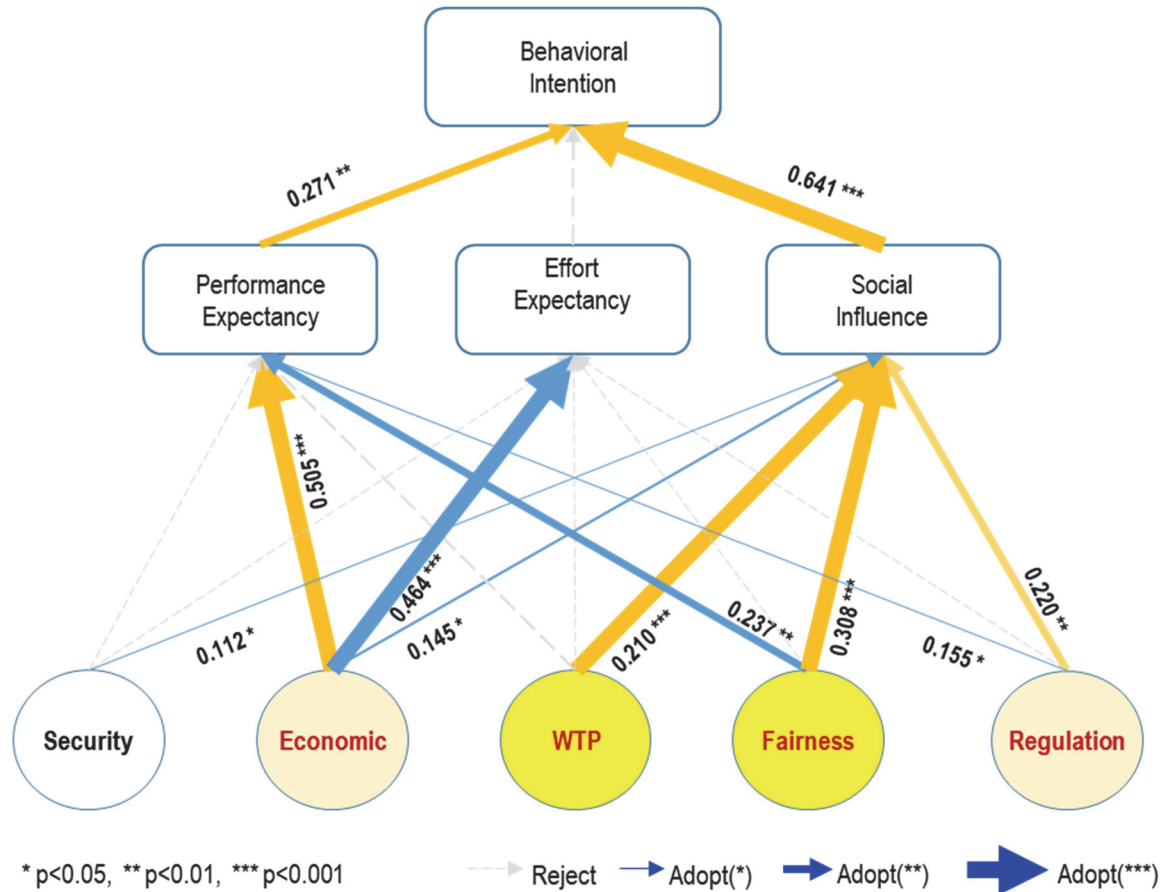 Behavioral
Intention
0.271 **
0.641 ***
Performance
Expectancy
Effort
Expectancy
Social
Influence
0.505 ***
0.464 ***
0.112 *
0.145 *
0.210 ***
0.237 **
0.308 ***
0.155 *
0.220 **
Security
Economic
WTP
Fairness
Regulation
* p<0.05, ** p<0.01, *** p<0.001
Reject
Adopt(*)
Adopt(**)
Adopt(***)